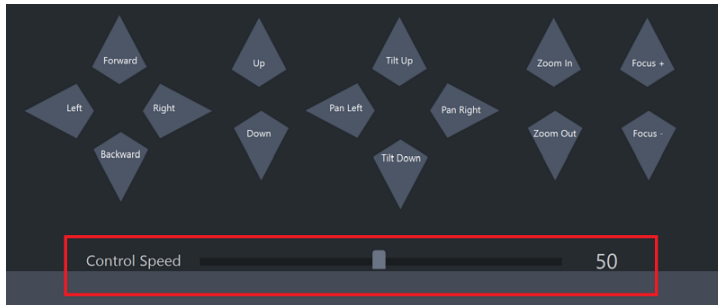 Forward
Left
Right
Backward
Up
Down
Tilt Up
Pan Left
Pan Right
Tilt Down
Zoom In
Zoom Out
Focus +
Focus -
Control Speed 50